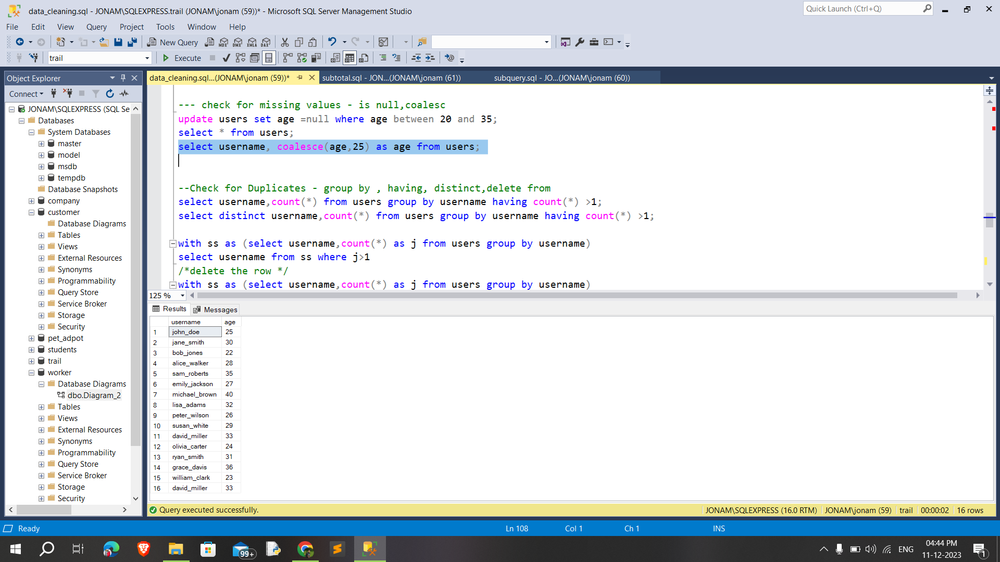 data_cleaning.sql - JONAM\SQLEXPRESS.trail (JONAM\jonam (59))* - Microsoft SQL Server Management Studio
Quick Launch (Ctrl+Q)
File Edit View Query Project Tools Window Help
New Query MDX DMX XMLA DAX
trail Execute
Object Explorer
Connect
JONAM\SQLEXPRESS (SQL Se
Databases
System Databases
master
model
msdb
tempdb
Database Snapshots
company
customer
Database Diagrams
Tables
Views
External Resources
Synonyms
Programmability
Query Store
Service Broker
Storage
Security
pet_adpot
students
trail
worker
Database Diagrams
dbo.Diagram_2
Tables
Views
External Resources
Synonyms
Programmability
Query Store
Service Broker
Storage
Security
data_cleaning.sql...(JONAM\jonam (59))* subtotal.sql - JON...(JONAM\jonam (61)) subquery.sql - JO...(JONAM\jonam (60))
--- check for missing values - is null,coalesc
update users set age =null where age between 20 and 35;
select * from users;
select username, coalesce(age,25) as age from users;
--Check for Duplicates - group by , having, distinct,delete from
select username,count(*) from users group by username having count(*) >1;
select distinct username,count(*) from users group by username having count(*) >1;
with ss as (select username,count(*) as j from users group by username)
select username from ss where j>1
/*delete the row */
with ss as (select username,count(*) as j from users group by username)
125 %
Results Messages
username age
1 john_doe 25
2 jane_smith 30
3 bob_jones 22
4 alice_walker 28
5 sam_roberts 35
6 emily_jackson 27
7 michael_brown 40
8 lisa_adams 32
9 peter_wilson 26
10 susan_white 29
11 david_miller 33
12 olivia_carter 24
13 ryan_smith 31
14 grace_davis 36
15 william_clark 23
16 david_miller 33
Query executed successfully. JONAM\SQLEXPRESS (16.0 RTM) JONAM\jonam (59) trail 00:00:02 16 rows
Ready Ln 108 Col 1 Ch 1 INS
99+ ENG 04:44 PM
11-12-2023 1